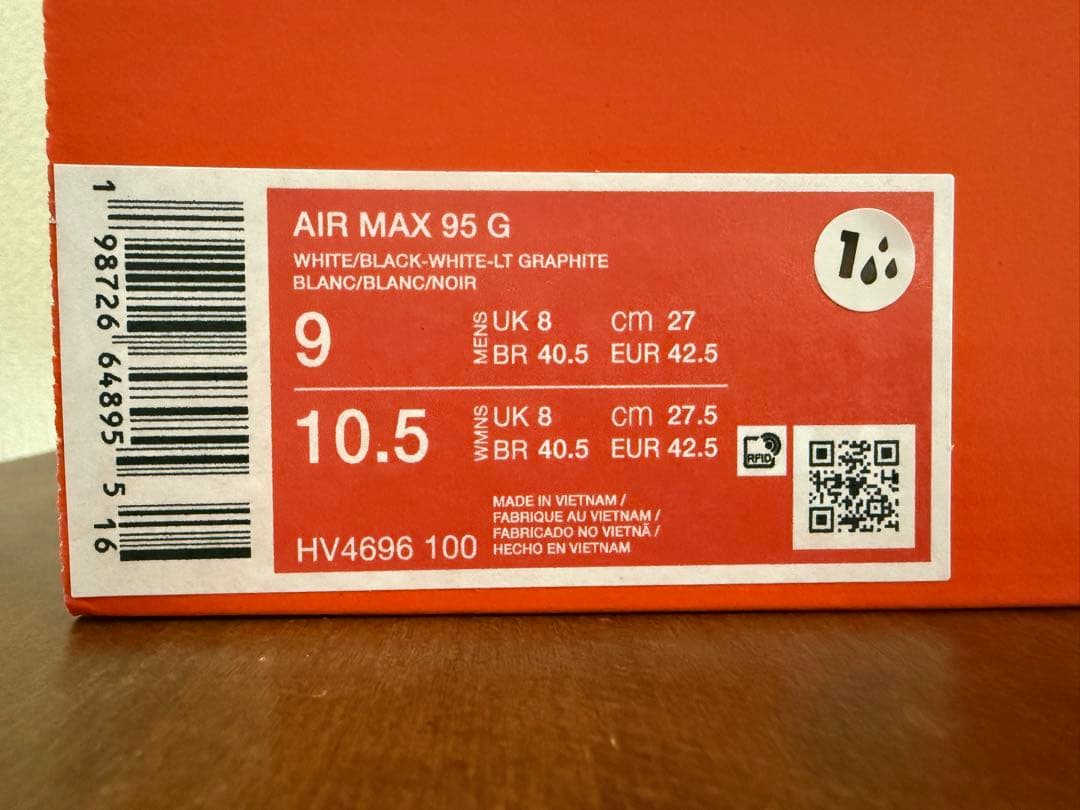 1 98726 64895 5 16
AIR MAX 95 G
WHITE/BLACK-WHITE-LT GRAPHITE
BLANC/BLANC/NOIR
9 MENS UK 8 cm 27
BR 40.5 EUR 42.5
10.5 WMNS UK 8 cm 27.5
BR 40.5 EUR 42.5
RFID
MADE IN VIETNAM /
FABRIQUE AU VIETNAM /
FABRICADO NO VIETNÃ /
HECHO EN VIETNAM
HV4696 100
1